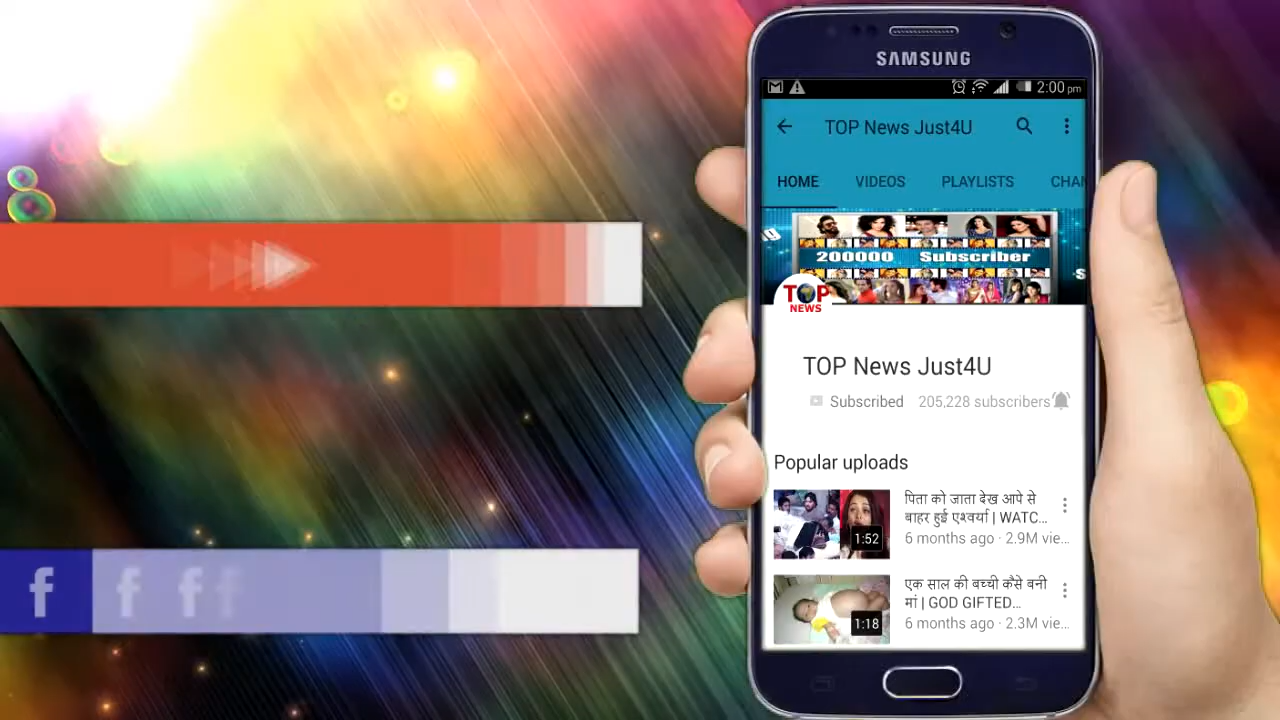 SAMSUNG
2:00 pm
TOP News Just4U
HOME VIDEOS PLAYLISTS CHAN
200000 Subscriber
TOP
NEWS
TOP News Just4U
Subscribed 205,228 subscribers
Popular uploads
पिता को जाता देख आपे से
बाहर हुई एश्वर्या | WATC...
6 months ago · 2.9M vie...
1:52
एक साल की बच्ची कैसे बनी
मां | GOD GIFTED...
6 months ago · 2.3M vie...
1:18
f f f f